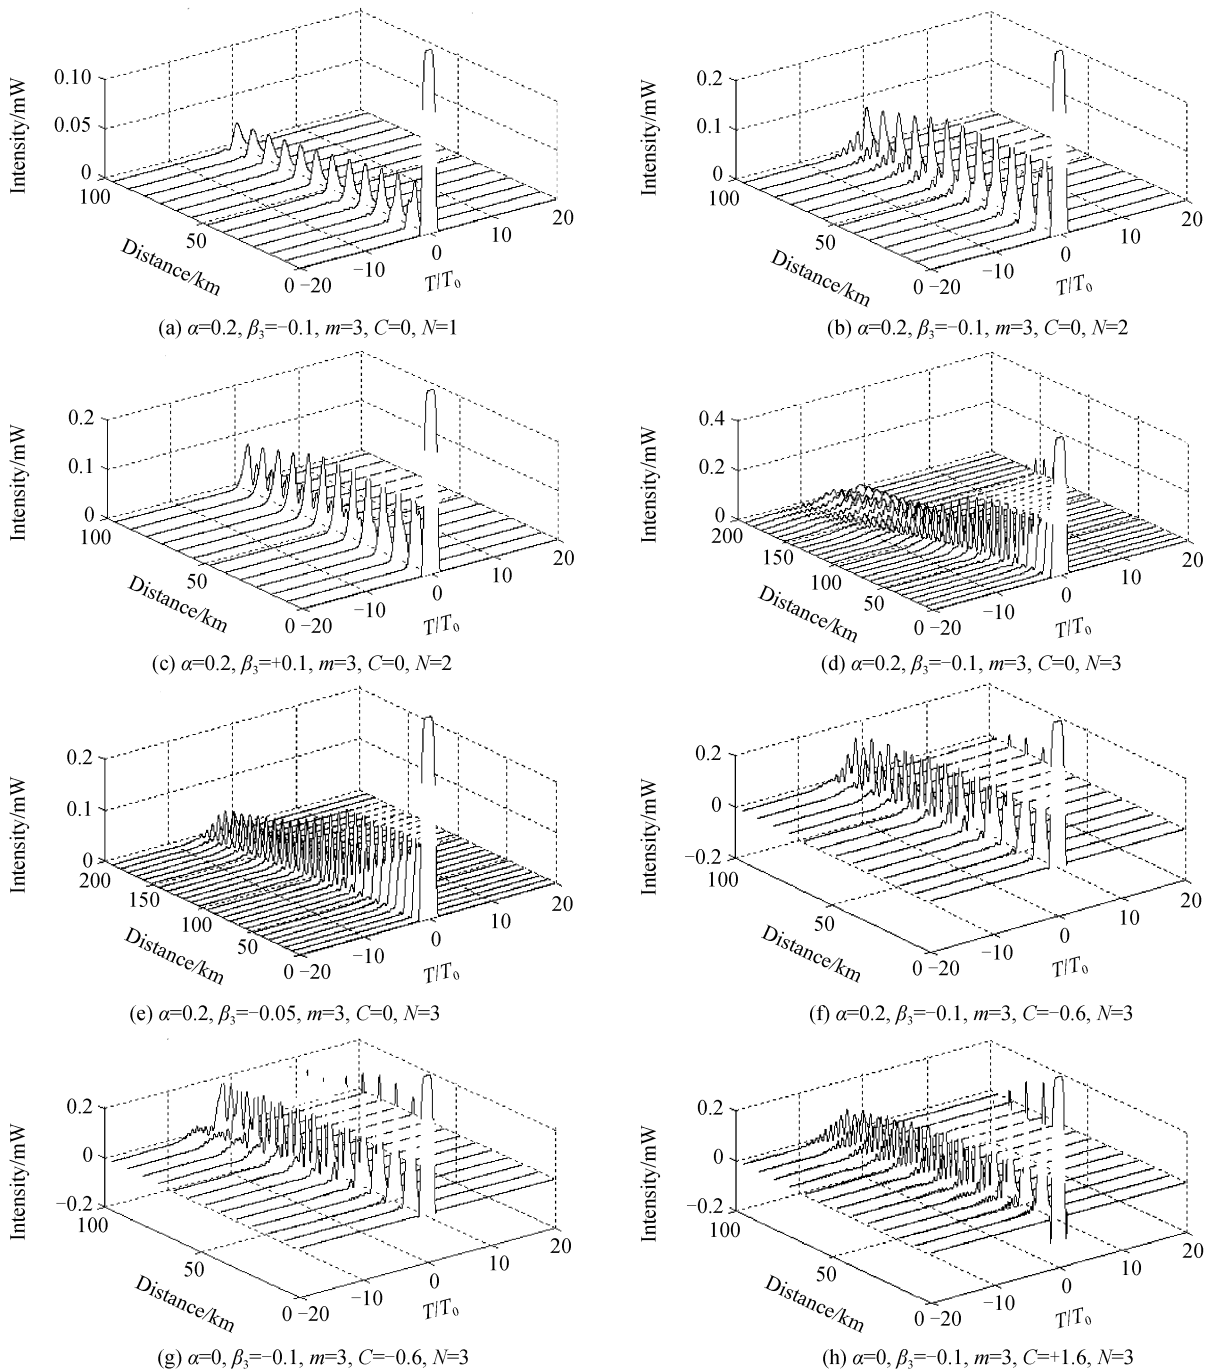 Intensity/mW
0.10
0.05
0
100
50
0
Distance/km
−20
−10
0
10
20
T/T₀
(a) α=0.2, β₃=−0.1, m=3, C=0, N=1
Intensity/mW
0.2
0.1
0
100
50
0
Distance/km
−20
−10
0
10
20
T/T₀
(b) α=0.2, β₃=−0.1, m=3, C=0, N=2
Intensity/mW
0.2
0.1
0
100
50
0
Distance/km
−20
−10
0
10
20
T/T₀
(c) α=0.2, β₃=+0.1, m=3, C=0, N=2
Intensity/mW
0.4
0.2
0
200
150
100
50
0
Distance/km
−20
−10
0
10
20
T/T₀
(d) α=0.2, β₃=−0.1, m=3, C=0, N=3
Intensity/mW
0.2
0.1
0
200
150
100
50
0
Distance/km
−20
−10
0
10
20
T/T₀
(e) α=0.2, β₃=−0.05, m=3, C=0, N=3
Intensity/mW
0.2
0
−0.2
100
50
0
Distance/km
−20
−10
0
10
20
T/T₀
(f) α=0.2, β₃=−0.1, m=3, C=−0.6, N=3
Intensity/mW
0.2
0
−0.2
100
50
0
Distance/km
−20
−10
0
10
20
T/T₀
(g) α=0, β₃=−0.1, m=3, C=−0.6, N=3
Intensity/mW
0.2
0
−0.2
100
50
0
Distance/km
−20
−10
0
10
20
T/T₀
(h) α=0, β₃=−0.1, m=3, C=+1.6, N=3